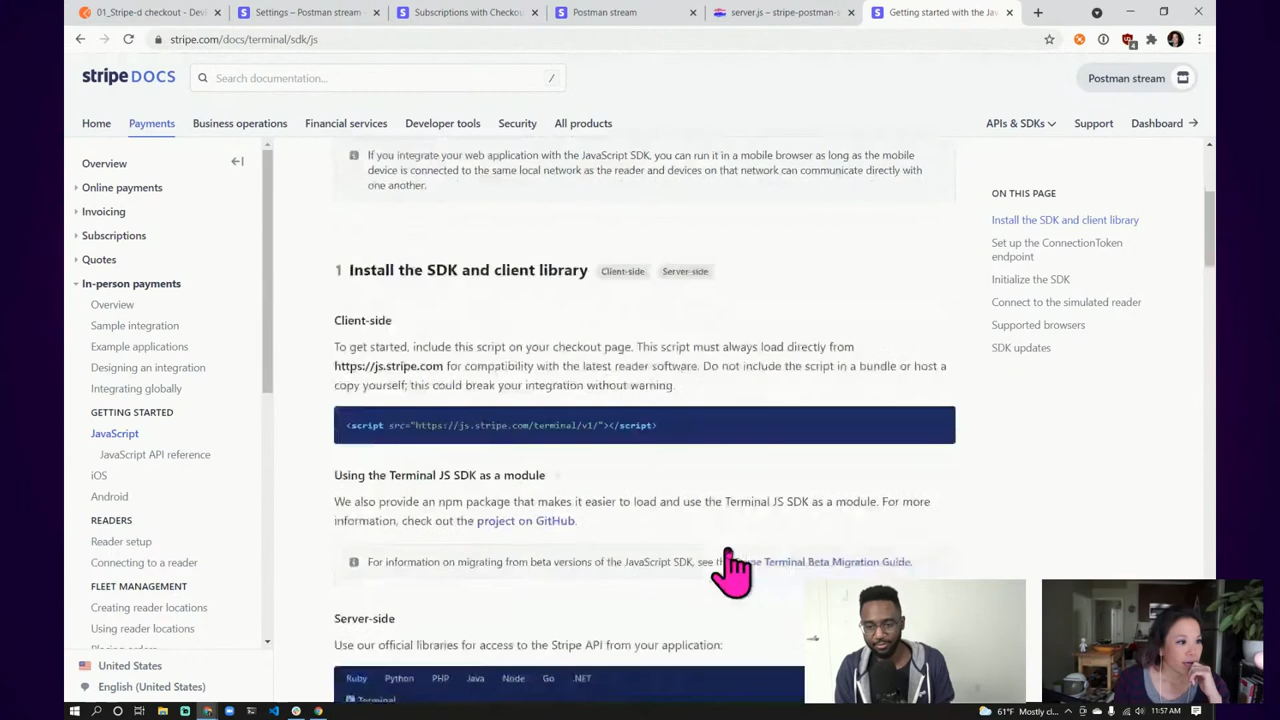 01_Stripe-d checkout - Dev
Settings – Postman stream
Subscriptions with Checkou
Postman stream
server.js – stripe-postman-s
Getting started with the Jav
stripe.com/docs/terminal/sdk/js
4
stripe DOCS
Search documentation...
/
Postman stream
Home
Payments
Business operations
Financial services
Developer tools
Security
All products
APIs & SDKs
Support
Dashboard
Overview
Online payments
Invoicing
Subscriptions
Quotes
In-person payments
Overview
Sample integration
Example applications
Designing an integration
Integrating globally
GETTING STARTED
JavaScript
JavaScript API reference
iOS
Android
READERS
Reader setup
Connecting to a reader
FLEET MANAGEMENT
Creating reader locations
Using reader locations
Placing orders
United States
English (United States)
If you integrate your web application with the JavaScript SDK, you can run it in a mobile browser as long as the mobile
device is connected to the same local network as the reader and devices on that network can communicate directly with
one another.
1 Install the SDK and client library Client-side Server-side
Client-side
To get started, include this script on your checkout page. This script must always load directly from
https://js.stripe.com for compatibility with the latest reader software. Do not include the script in a bundle or host a
copy yourself; this could break your integration without warning.
<script src="https://js.stripe.com/terminal/v1/"></script>
Using the Terminal JS SDK as a module
We also provide an npm package that makes it easier to load and use the Terminal JS SDK as a module. For more
information, check out the project on GitHub.
For information on migrating from beta versions of the JavaScript SDK, see Terminal Beta Migration Guide.
Server-side
Use our official libraries for access to the Stripe API from your application:
Ruby Python PHP Java Node Go .NET
Terminal
ON THIS PAGE
Install the SDK and client library
Set up the ConnectionToken
endpoint
Initialize the SDK
Connect to the simulated reader
Supported browsers
SDK updates
61°F Mostly cl...
11:57 AM